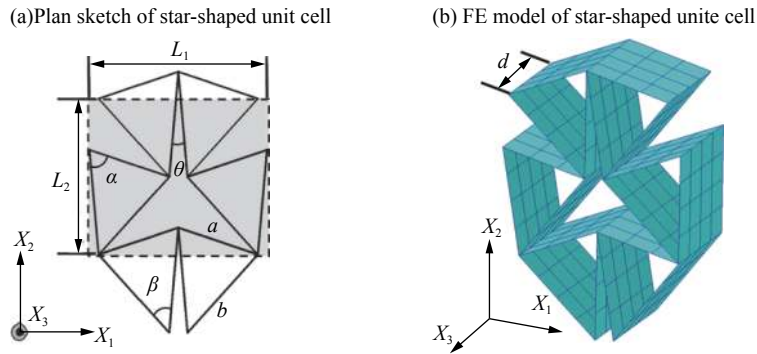 (a)Plan sketch of star-shaped unit cell
L₁
L₂
α
θ
a
β
b
X₂
X₃
X₁
(b) FE model of star-shaped unite cell
d
X₂
X₁
X₃